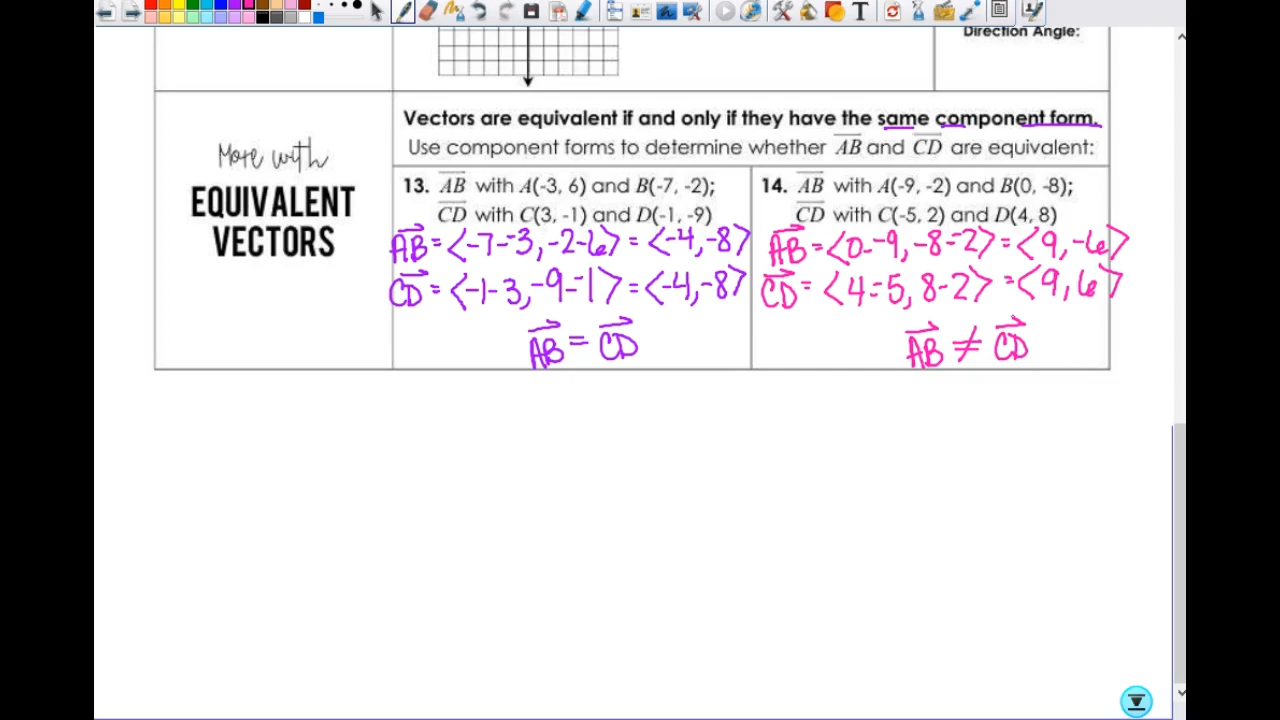 Direction Angle:
More with
EQUIVALENT
VECTORS
Vectors are equivalent if and only if they have the same component form.
Use component forms to determine whether AB and CD are equivalent:
13. AB with A(-3, 6) and B(-7, -2);
CD with C(3, -1) and D(-1, -9)
AB = ⟨-7--3, -2-6⟩ = ⟨-4, -8⟩
CD = ⟨-1-3, -9--1⟩ = ⟨-4, -8⟩
AB = CD
14. AB with A(-9, -2) and B(0, -8);
CD with C(-5, 2) and D(4, 8)
AB = ⟨0--9, -8--2⟩ = ⟨9, -6⟩
CD = ⟨4--5, 8-2⟩ = ⟨9, 6⟩
AB ≠ CD